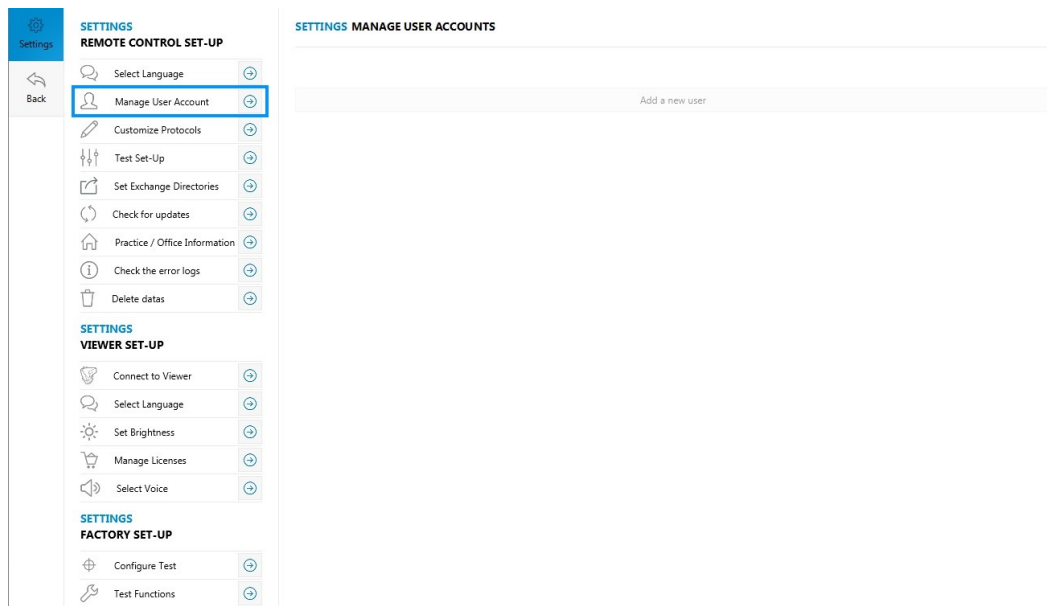 Settings
Back
SETTINGS
REMOTE CONTROL SET-UP
Select Language
Manage User Account
Customize Protocols
Test Set-Up
Set Exchange Directories
Check for updates
Practice / Office Information
Check the error logs
Delete datas
SETTINGS
VIEWER SET-UP
Connect to Viewer
Select Language
Set Brightness
Manage Licenses
Select Voice
SETTINGS
FACTORY SET-UP
Configure Test
Test Functions
SETTINGS MANAGE USER ACCOUNTS
Add a new user